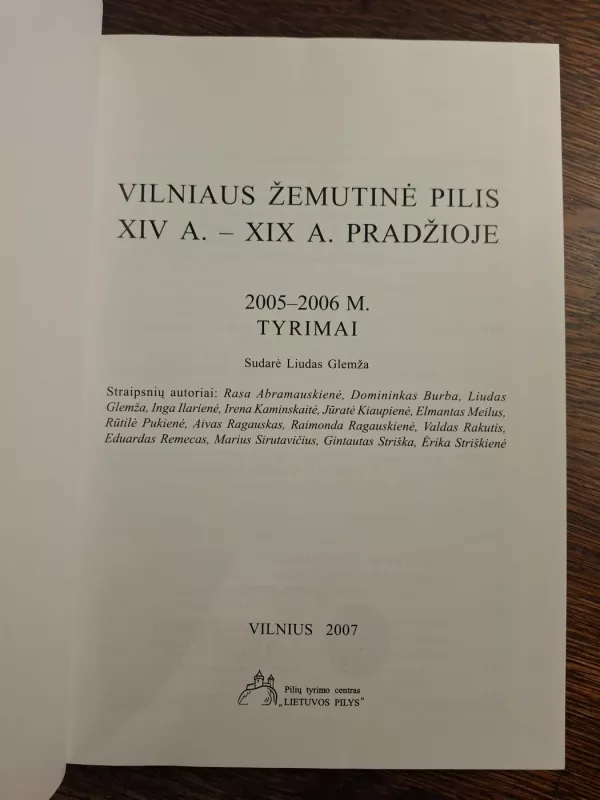 VILNIAUS ŽEMUTINĖ PILIS
XIV A. – XIX A. PRADŽIOJE
2005–2006 M.
TYRIMAI
Sudarė Liudas Glemža
Straipsnių autoriai: Rasa Abramauskienė, Domininkas Burba, Liudas
Glemža, Inga Ilarienė, Irena Kaminskaitė, Jūratė Kiaupienė, Elmantas Meilus,
Rūtilė Pukienė, Aivas Ragauskas, Raimonda Ragauskienė, Valdas Rakutis,
Eduardas Remecas, Marius Sirutavičius, Gintautas Striška, Ėrika Striškienė
VILNIUS 2007
Pilių tyrimo centras
„LIETUVOS PILYS“